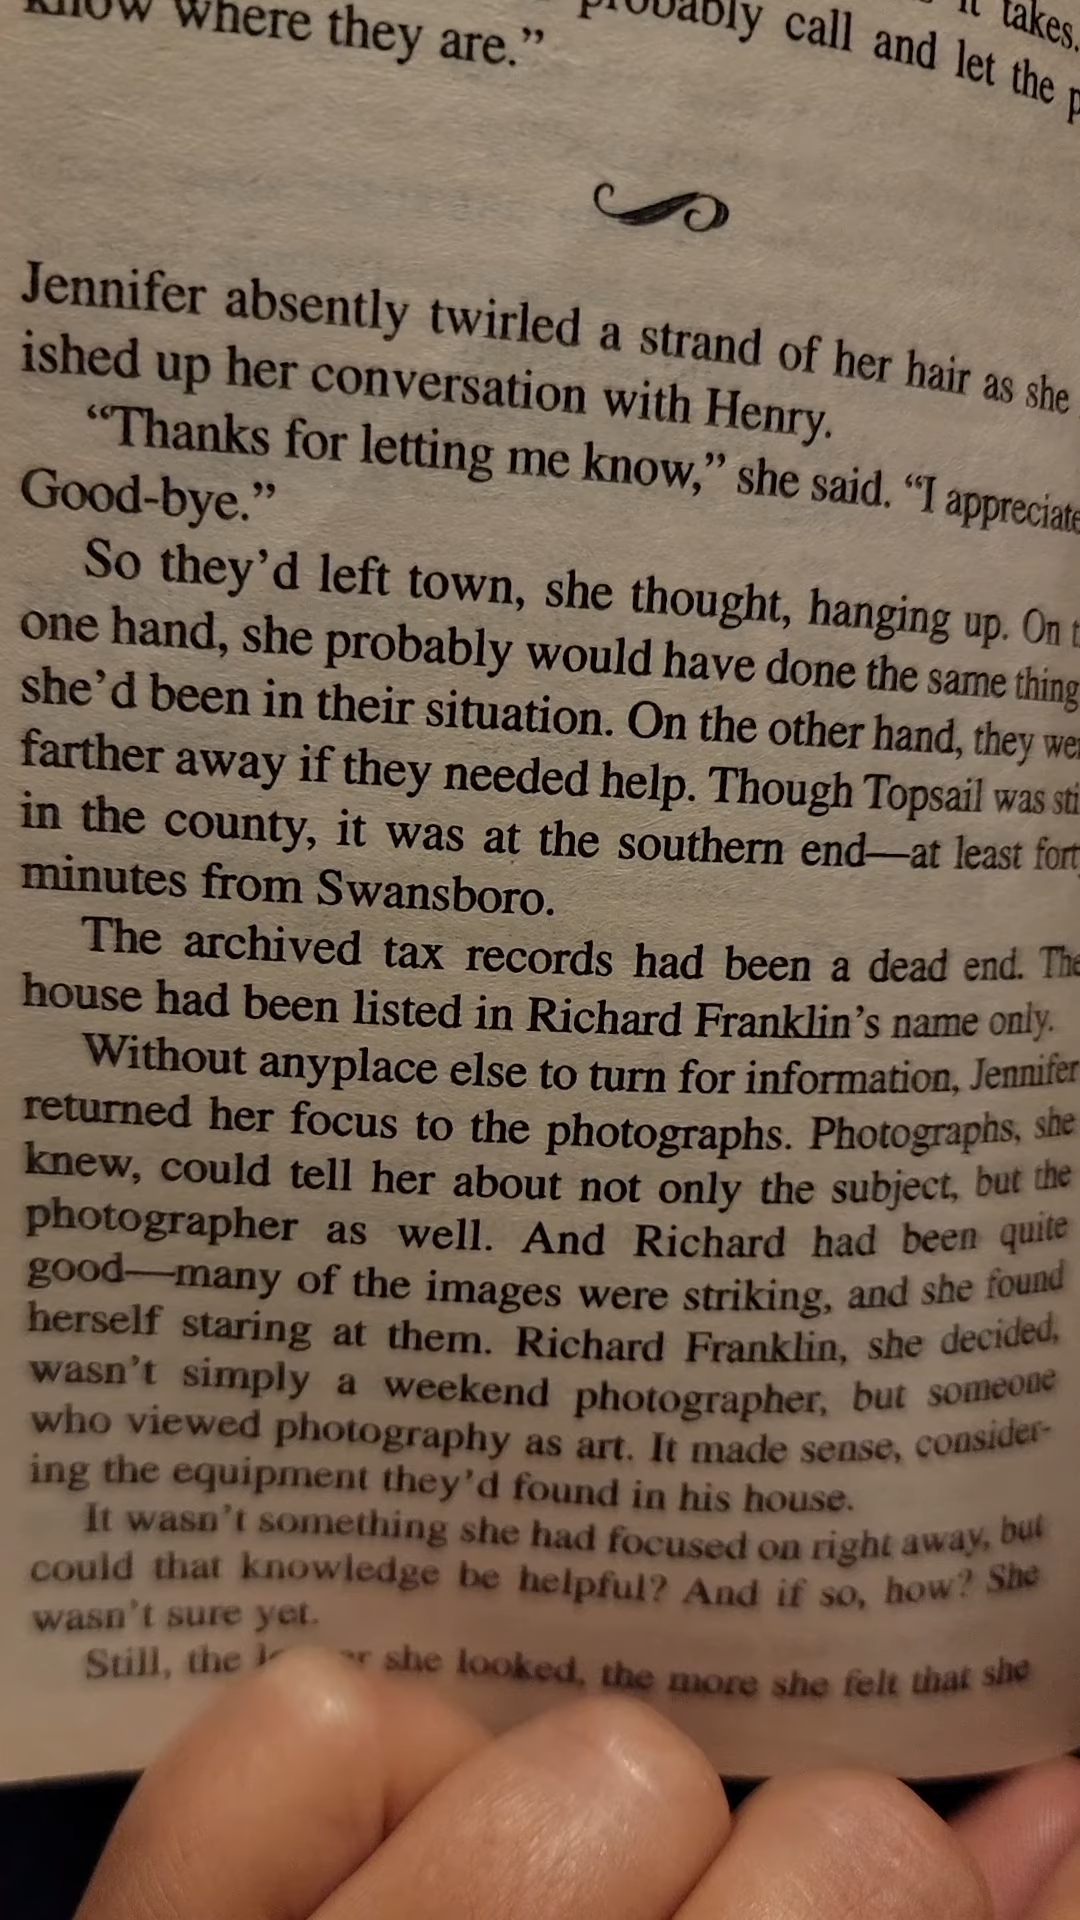 know where they are." probably call and let the
it takes.
Jennifer absently twirled a strand of her hair as she
ished up her conversation with Henry.
“Thanks for letting me know,” she said. “I appreciate
Good-bye.”
So they’d left town, she thought, hanging up. On
one hand, she probably would have done the same thing
she’d been in their situation. On the other hand, they
farther away if they needed help. Though Topsail was
in the county, it was at the southern end—at least
minutes from Swansboro.
The archived tax records had been a dead end. The
house had been listed in Richard Franklin’s name only.
Without anyplace else to turn for information, Jennifer
returned her focus to the photographs. Photographs, she
knew, could tell her about not only the subject, but the
photographer as well. And Richard had been quite
good—many of the images were striking, and she found
herself staring at them. Richard Franklin, she decided,
wasn’t simply a weekend photographer, but someone
who viewed photography as art. It made sense, consider-
ing the equipment they’d found in his house.
It wasn’t something she had focused on right away, but
could that knowledge be helpful? And if so, how? She
wasn’t sure yet.
Still, the she looked, the more she felt that she